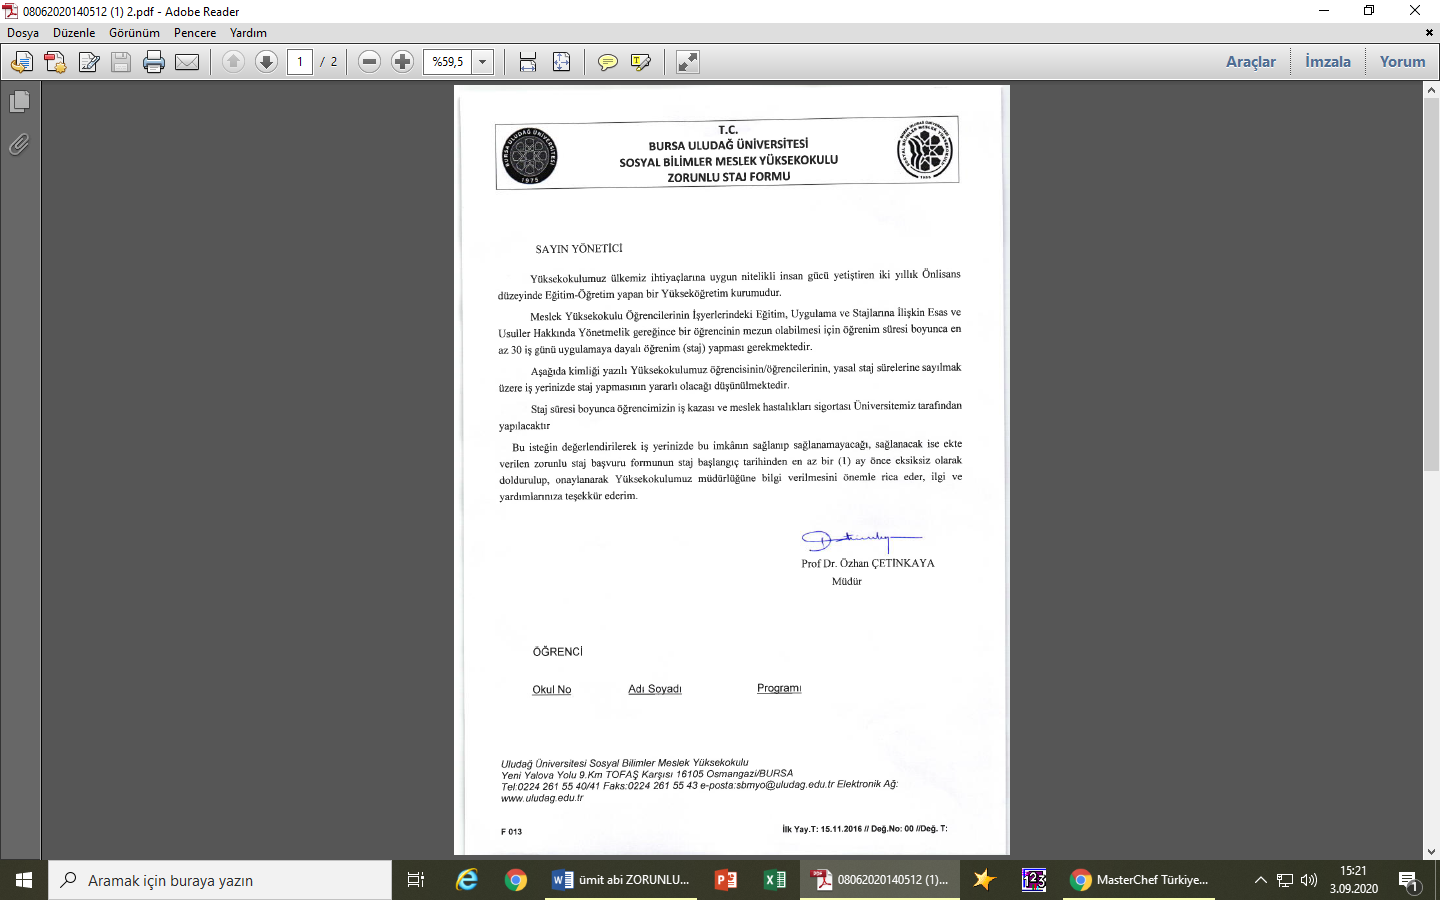 08062020140512 (1) 2.pdf - Adobe Reader
Dosya Düzenle Görünüm Pencere Yardım
1 / 2 %59,5 Araçlar İmzala Yorum
T.C.
BURSA ULUDAĞ ÜNİVERSİTESİ
SOSYAL BİLİMLER MESLEK YÜKSEKOKULU
ZORUNLU STAJ FORMU
BURSA ULUDAĞ ÜNİVERSİTESİ
1975
SAYIN YÖNETİCİ
Yüksekokulumuz ülkemiz ihtiyaçlarına uygun nitelikli insan gücü yetiştiren iki yıllık Önlisans
düzeyinde Eğitim-Öğretim yapan bir Yükseköğretim kurumudur.
Meslek Yüksekokulu Öğrencilerinin İşyerlerindeki Eğitim, Uygulama ve Stajlarına İlişkin Esas ve
Usuller Hakkında Yönetmelik gereğince bir öğrencinin mezun olabilmesi için öğrenim süresi boyunca en
az 30 iş günü uygulamaya dayalı öğrenim (staj) yapması gerekmektedir.
Aşağıda kimliği yazılı Yüksekokulumuz öğrencisinin/öğrencilerinin, yasal staj sürelerine sayılmak
üzere iş yerinizde staj yapmasının yararlı olacağı düşünülmektedir.
Staj süresi boyunca öğrencimizin iş kazası ve meslek hastalıkları sigortası Üniversitemiz tarafından
yapılacaktır
Bu isteğin değerlendirilerek iş yerinizde bu imkânın sağlanıp sağlanamayacağı, sağlanacak ise ekte
verilen zorunlu staj başvuru formunun staj başlangıç tarihinden en az bir (1) ay önce eksiksiz olarak
doldurulup, onaylanarak Yüksekokulumuz müdürlüğüne bilgi verilmesini önemle rica eder, ilgi ve
yardımlarınıza teşekkür ederim.
Prof Dr. Özhan ÇETİNKAYA
Müdür
ÖĞRENCİ
Okul No Adı Soyadı Programı
Uludağ Üniversitesi Sosyal Bilimler Meslek Yüksekokulu
Yeni Yalova Yolu 9.Km TOFAŞ Karşısı 16105 Osmangazi/BURSA
Tel:0224 261 55 40/41 Faks:0224 261 55 43 e-posta:sbmyo@uludag.edu.tr Elektronik Ağ:
www.uludag.edu.tr
F 013 İlk Yay.T: 15.11.2016 // Değ.No: 00 //Değ. T:
Aramak için buraya yazın
ümit abi ZORUNLU...
08062020140512 (1)...
123
MasterChef Türkiye...
15:21
3.09.2020
1